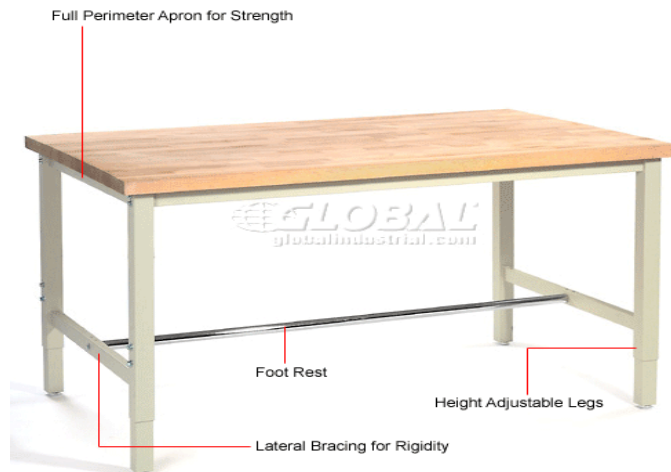 Full Perimeter Apron for Strength
GLOBAL
globalindustrial.com
Foot Rest
Height Adjustable Legs
Lateral Bracing for Rigidity